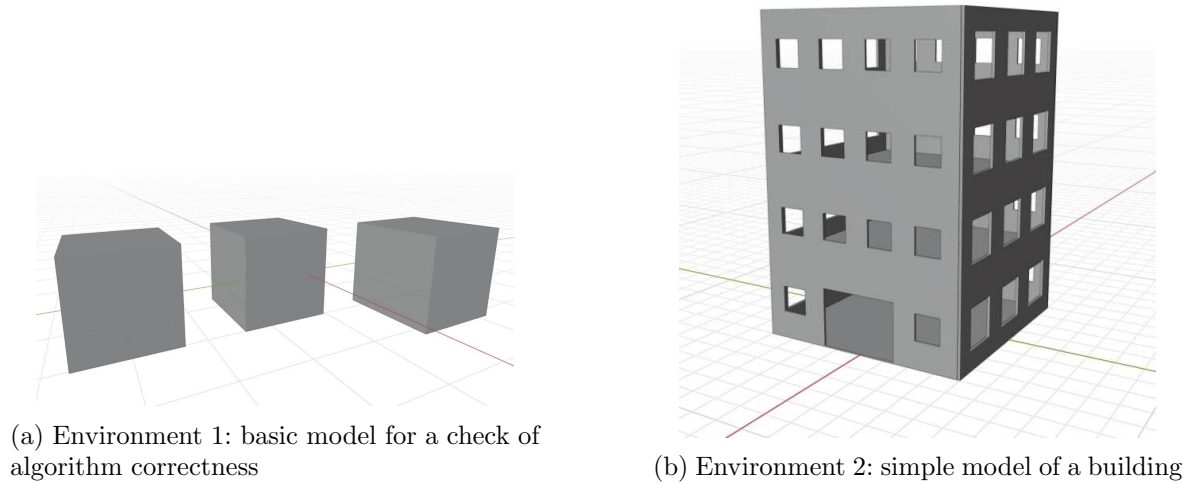 (a) Environment 1: basic model for a check of
algorithm correctness
(b) Environment 2: simple model of a building